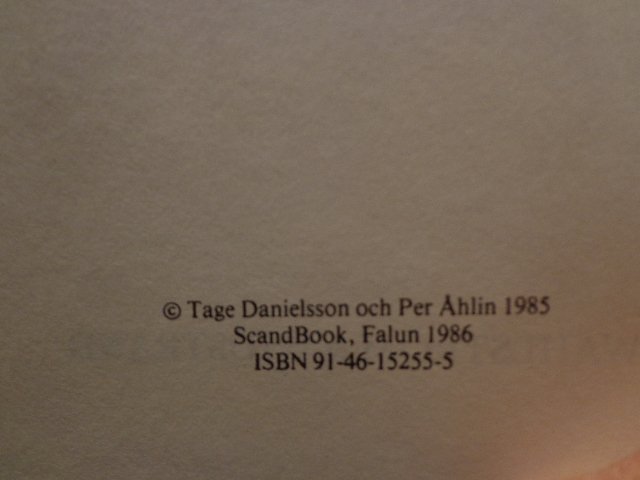 © Tage Danielsson och Per Åhlin 1985
ScandBook, Falun 1986
ISBN 91-46-15255-5